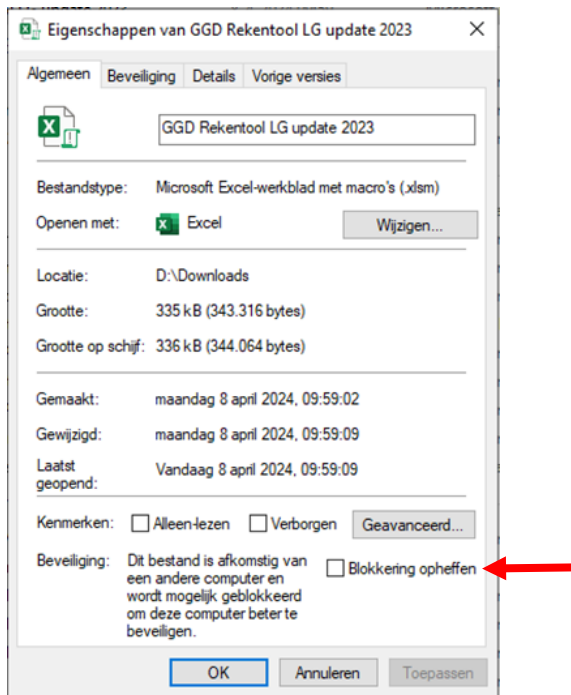 Eigenschappen van GGD Rekentool LG update 2023
Algemeen Beveiliging Details Vorige versies
GGD Rekentool LG update 2023
Bestandstype: Microsoft Excel-werkblad met macro's (.xlsm)
Openen met: Excel Wijzigen...
Locatie: D:\Downloads
Grootte: 335 kB (343.316 bytes)
Grootte op schijf: 336 kB (344.064 bytes)
Gemaakt: maandag 8 april 2024, 09:59:02
Gewijzigd: maandag 8 april 2024, 09:59:09
Laatst
geopend: Vandaag 8 april 2024, 09:59:09
Kenmerken: Alleen-lezen Verborgen Geavanceerd...
Beveiliging: Dit bestand is afkomstig van
een andere computer en
wordt mogelijk geblokkeerd
om deze computer beter te
beveiligen.
Blokkering opheffen
OK Annuleren Toepassen